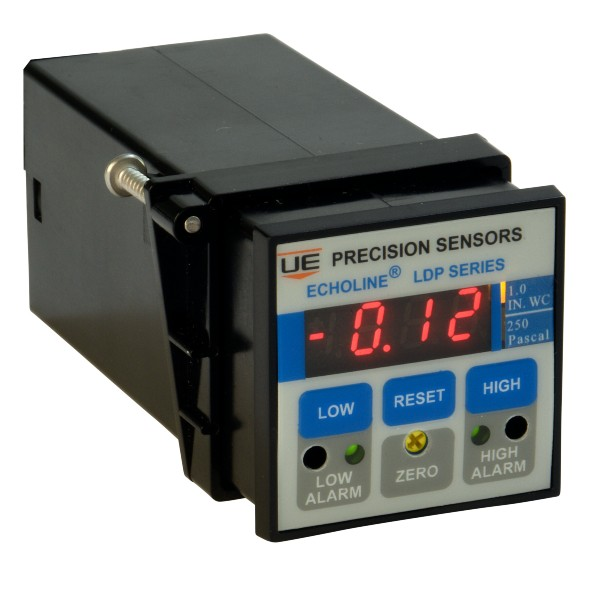 UE PRECISION SENSORS
ECHOLINE® LDP SERIES
-0.12
1.0
IN. WC
250
Pascal
LOW RESET HIGH
LOW
ALARM
ZERO
HIGH
ALARM